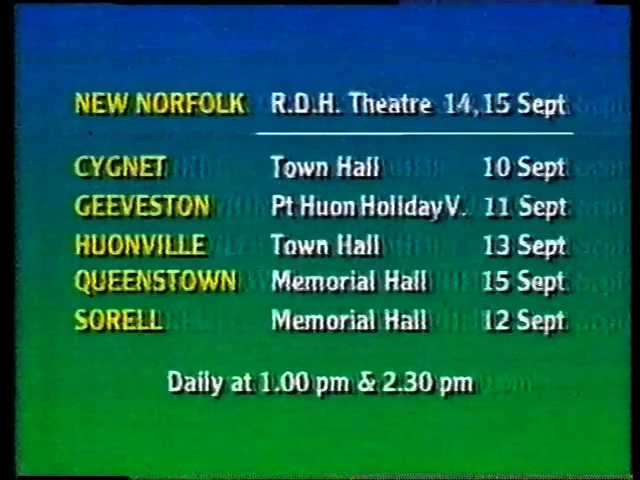 NEW NORFOLK R.D.H. Theatre 14,15 Sept
CYGNET Town Hall 10 Sept
GEEVESTON Pt Huon Holiday V. 11 Sept
HUONVILLE Town Hall 13 Sept
QUEENSTOWN Memorial Hall 15 Sept
SORELL Memorial Hall 12 Sept
Daily at 1.00 pm & 2.30 pm